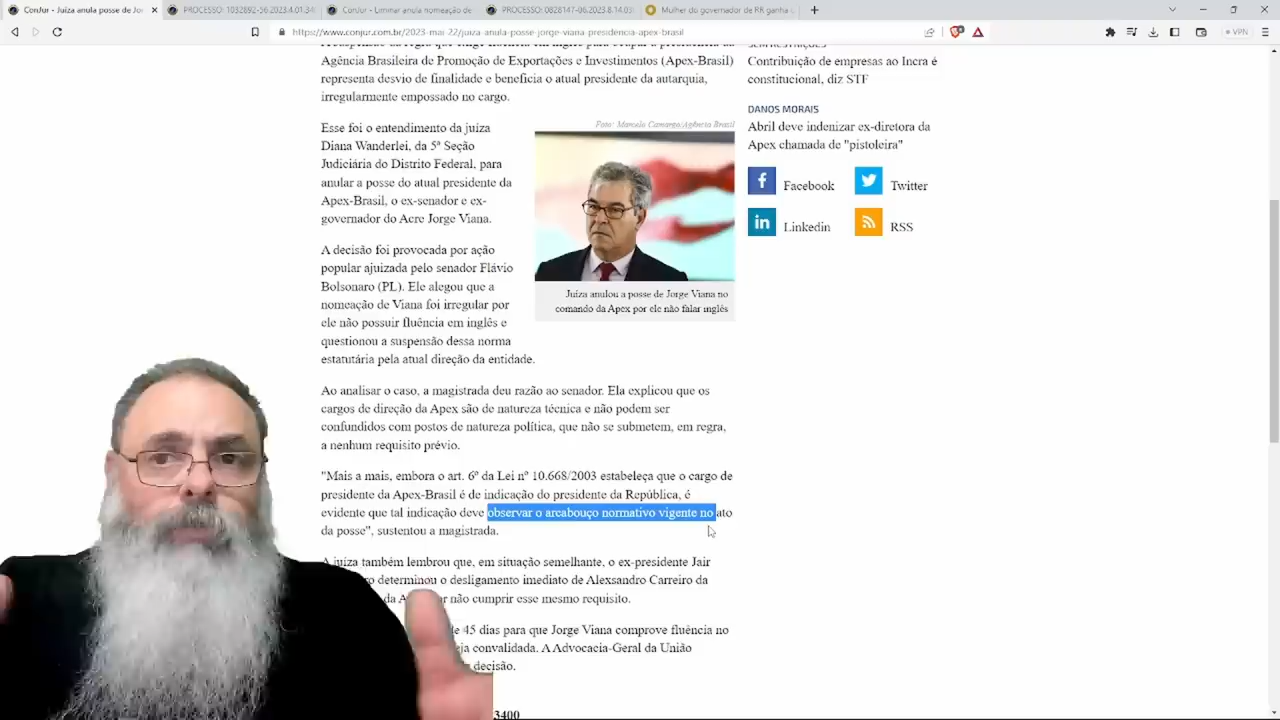 ConJur - Juiza anula posse de Jor
PROCESSO: 1032892-56.2023.4.01.34
ConJur - Liminar anula nomeação de
PROCESSO: 0828147-06.2023.8.14.03
Mulher do governador de RR ganha
https://www.conjur.com.br/2023-mai-22/juiza-anula-posse-jorge-viana-presidencia-apex-brasil
VPN
Agência Brasileira de Promoção de Exportações e Investimentos (Apex-Brasil)
representa desvio de finalidade e beneficia o atual presidente da autarquia,
irregularmente empossado no cargo.
Esse foi o entendimento da juíza
Diana Wanderlei, da 5ª Seção
Judiciária do Distrito Federal, para
anular a posse do atual presidente da
Apex-Brasil, o ex-senador e ex-
governador do Acre Jorge Viana.
A decisão foi provocada por ação
popular ajuizada pelo senador Flávio
Bolsonaro (PL). Ele alegou que a
nomeação de Viana foi irregular por
ele não possuir fluência em inglês e
questionou a suspensão dessa norma
estatutária pela atual direção da entidade.
Foto: Marcelo Camargo/Agência Brasil
Juíza anulou a posse de Jorge Viana no
comando da Apex por ele não falar inglês
Ao analisar o caso, a magistrada deu razão ao senador. Ela explicou que os
cargos de direção da Apex são de natureza técnica e não podem ser
confundidos com postos de natureza política, que não se submetem, em regra,
a nenhum requisito prévio.
"Mais a mais, embora o art. 6º da Lei nº 10.668/2003 estabeleça que o cargo de
presidente da Apex-Brasil é de indicação do presidente da República, é
evidente que tal indicação deve observar o arcabouço normativo vigente no ato
da posse", sustentou a magistrada.
A juíza também lembrou que, em situação semelhante, o ex-presidente Jair
determinou o desligamento imediato de Alexsandro Carreiro da
não cumprir esse mesmo requisito.
de 45 dias para que Jorge Viana comprove fluência no
convalidada. A Advocacia-Geral da União
decisão.
3400
SEM RESTRIÇÕES
Contribuição de empresas ao Incra é
constitucional, diz STF
DANOS MORAIS
Abril deve indenizar ex-diretora da
Apex chamada de "pistoleira"
Facebook
Twitter
Linkedin
RSS